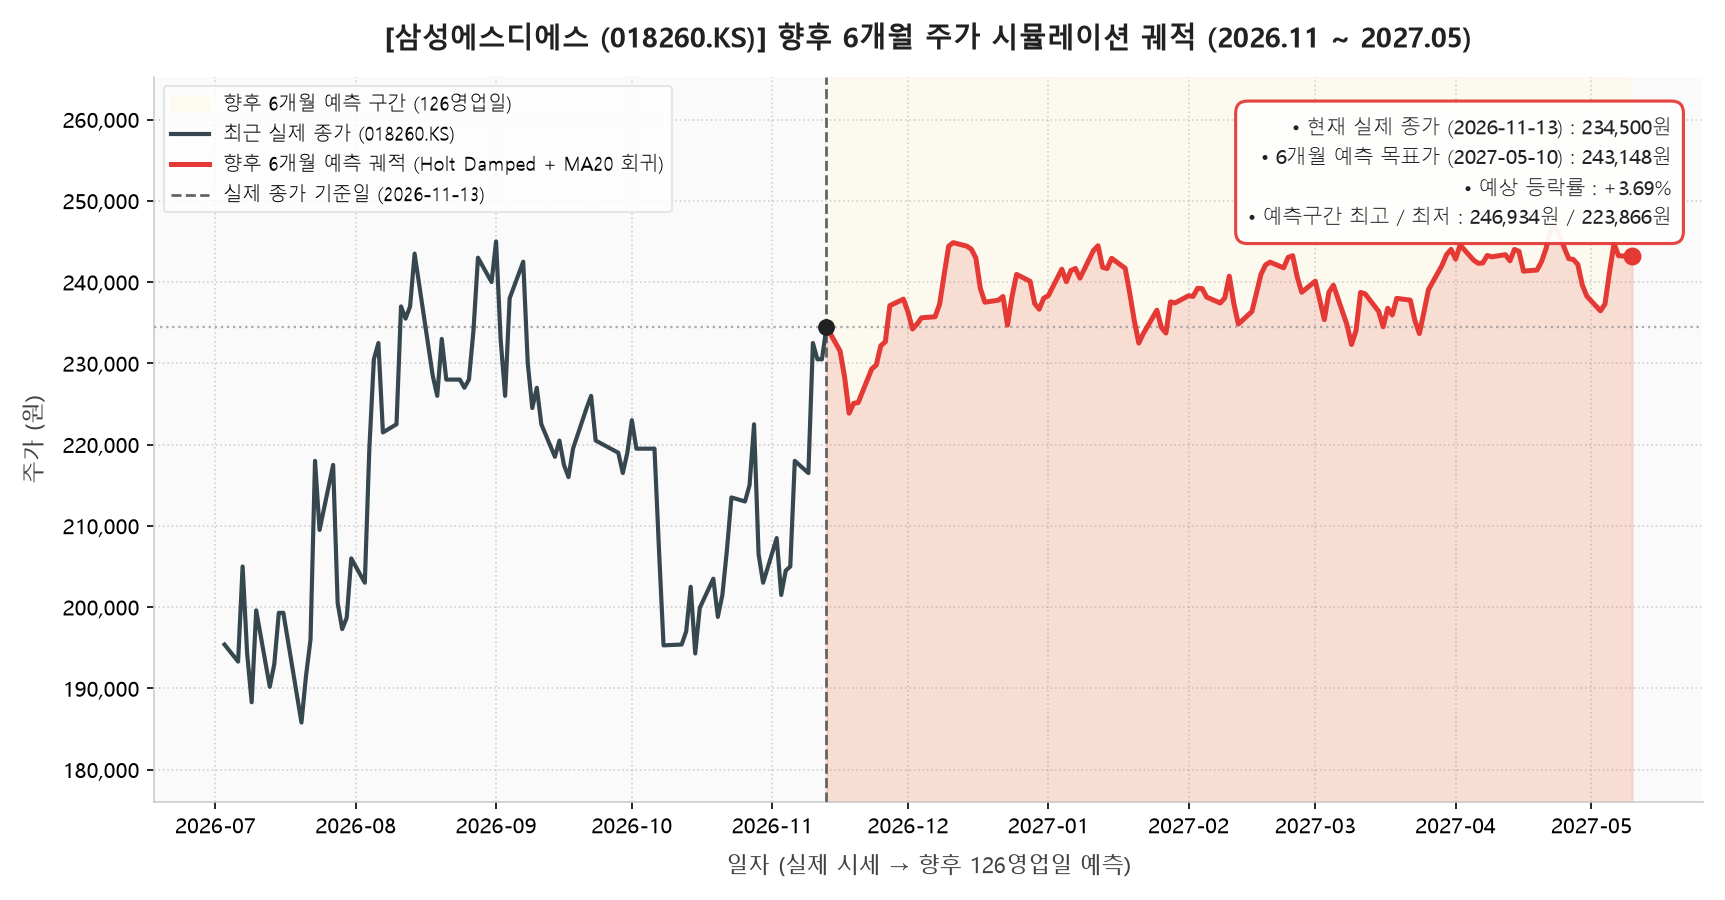 [삼성에스디에스 (018260.KS)] 향후 6개월 주가 시뮬레이션 궤적 (2026.11 ~ 2027.05)
향후 6개월 예측 구간 (126영업일)
최근 실제 종가 (018260.KS)
향후 6개월 예측 궤적 (Holt Damped + MA20 회귀)
실제 종가 기준일 (2026-11-13)
• 현재 실제 종가 (2026-11-13) : 234,500원
• 6개월 예측 목표가 (2027-05-10) : 243,148원
• 예상 등락률 : +3.69%
• 예측구간 최고 / 최저 : 246,934원 / 223,866원
주가 (원)
260,000
250,000
240,000
230,000
220,000
210,000
200,000
190,000
180,000
2026-07 2026-08 2026-09 2026-10 2026-11 2026-12 2027-01 2027-02 2027-03 2027-04 2027-05
일자 (실제 시세 → 향후 126영업일 예측)